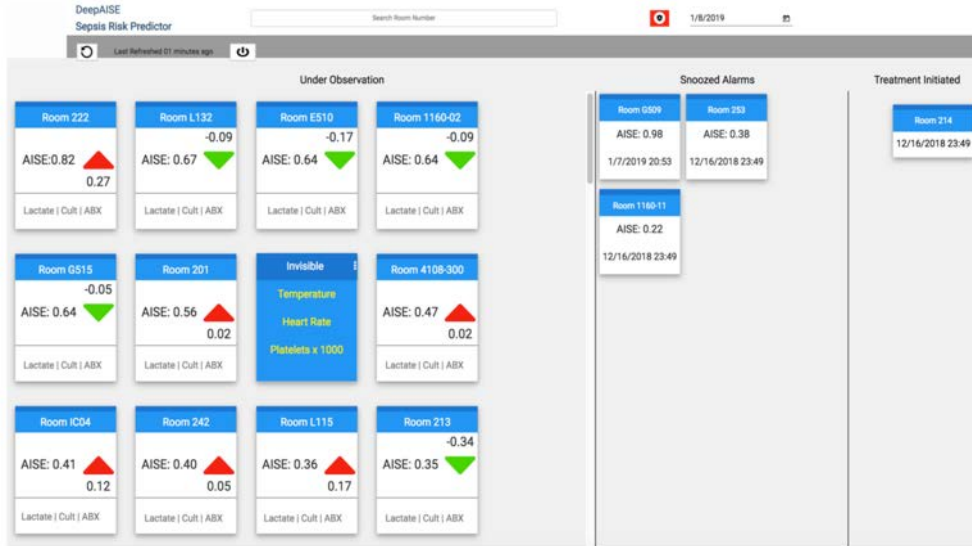 DeepAISE
Sepsis Risk Predictor
Search Room Number
1/8/2019
Last Refreshed 01 minutes ago
Under Observation
Snoozed Alarms
Treatment Initiated
Room 222
AISE:0.82
0.27
Lactate | Cult | ABX
Room L132
-0.09
AISE: 0.67
Lactate | Cult | ABX
Room E510
-0.17
AISE: 0.64
Lactate | Cult | ABX
Room 1160-02
-0.09
AISE: 0.64
Lactate | Cult | ABX
Room G515
-0.05
AISE: 0.64
Lactate | Cult | ABX
Room 201
AISE: 0.56
0.02
Lactate | Cult | ABX
Invisible
Temperature
Heart Rate
Platelets x 1000
Room 4108-300
AISE: 0.47
0.02
Lactate | Cult | ABX
Room IC04
AISE: 0.41
0.12
Lactate | Cult | ABX
Room 242
AISE: 0.40
0.05
Lactate | Cult | ABX
Room L115
AISE: 0.36
0.17
Lactate | Cult | ABX
Room 213
-0.34
AISE: 0.35
Lactate | Cult | ABX
Room G509
AISE: 0.98
1/7/2019 20:53
Room 253
AISE: 0.38
12/16/2018 23:49
Room 1160-11
AISE: 0.22
12/16/2018 23:49
Room 214
12/16/2018 23:49